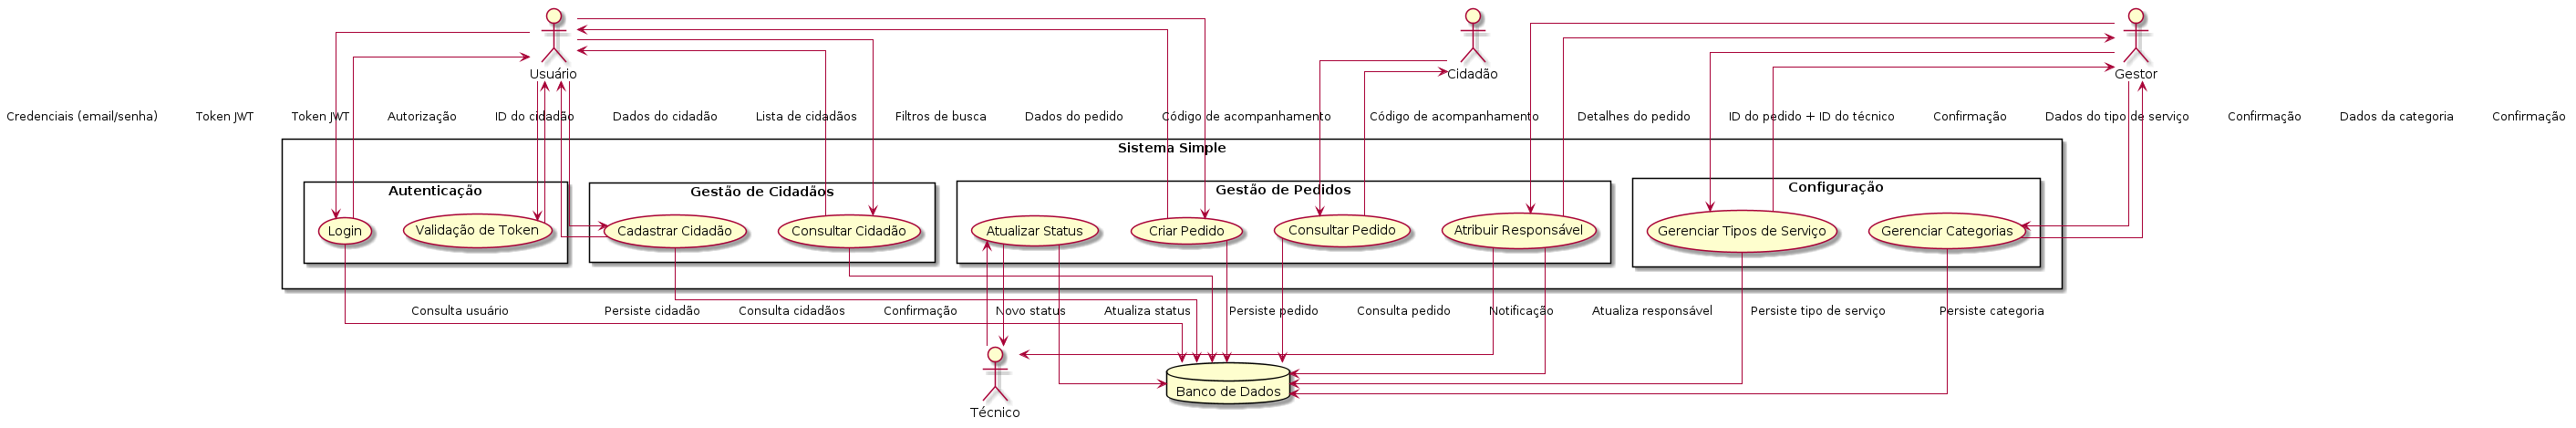 Usuário
Cidadão
Gestor
Credenciais (email/senha)
Token JWT
Token JWT
Autorização
ID do cidadão
Dados do cidadão
Lista de cidadãos
Filtros de busca
Dados do pedido
Código de acompanhamento
Código de acompanhamento
Detalhes do pedido
ID do pedido + ID do técnico
Confirmação
Dados do tipo de serviço
Confirmação
Dados da categoria
Confirmação
Sistema Simple
Autenticação
Gestão de Cidadãos
Gestão de Pedidos
Configuração
Login
Validação de Token
Cadastrar Cidadão
Consultar Cidadão
Atualizar Status
Criar Pedido
Consultar Pedido
Atribuir Responsável
Gerenciar Tipos de Serviço
Gerenciar Categorias
Consulta usuário
Persiste cidadão
Consulta cidadãos
Confirmação
Novo status
Atualiza status
Persiste pedido
Consulta pedido
Notificação
Atualiza responsável
Persiste tipo de serviço
Persiste categoria
Técnico
Banco de Dados